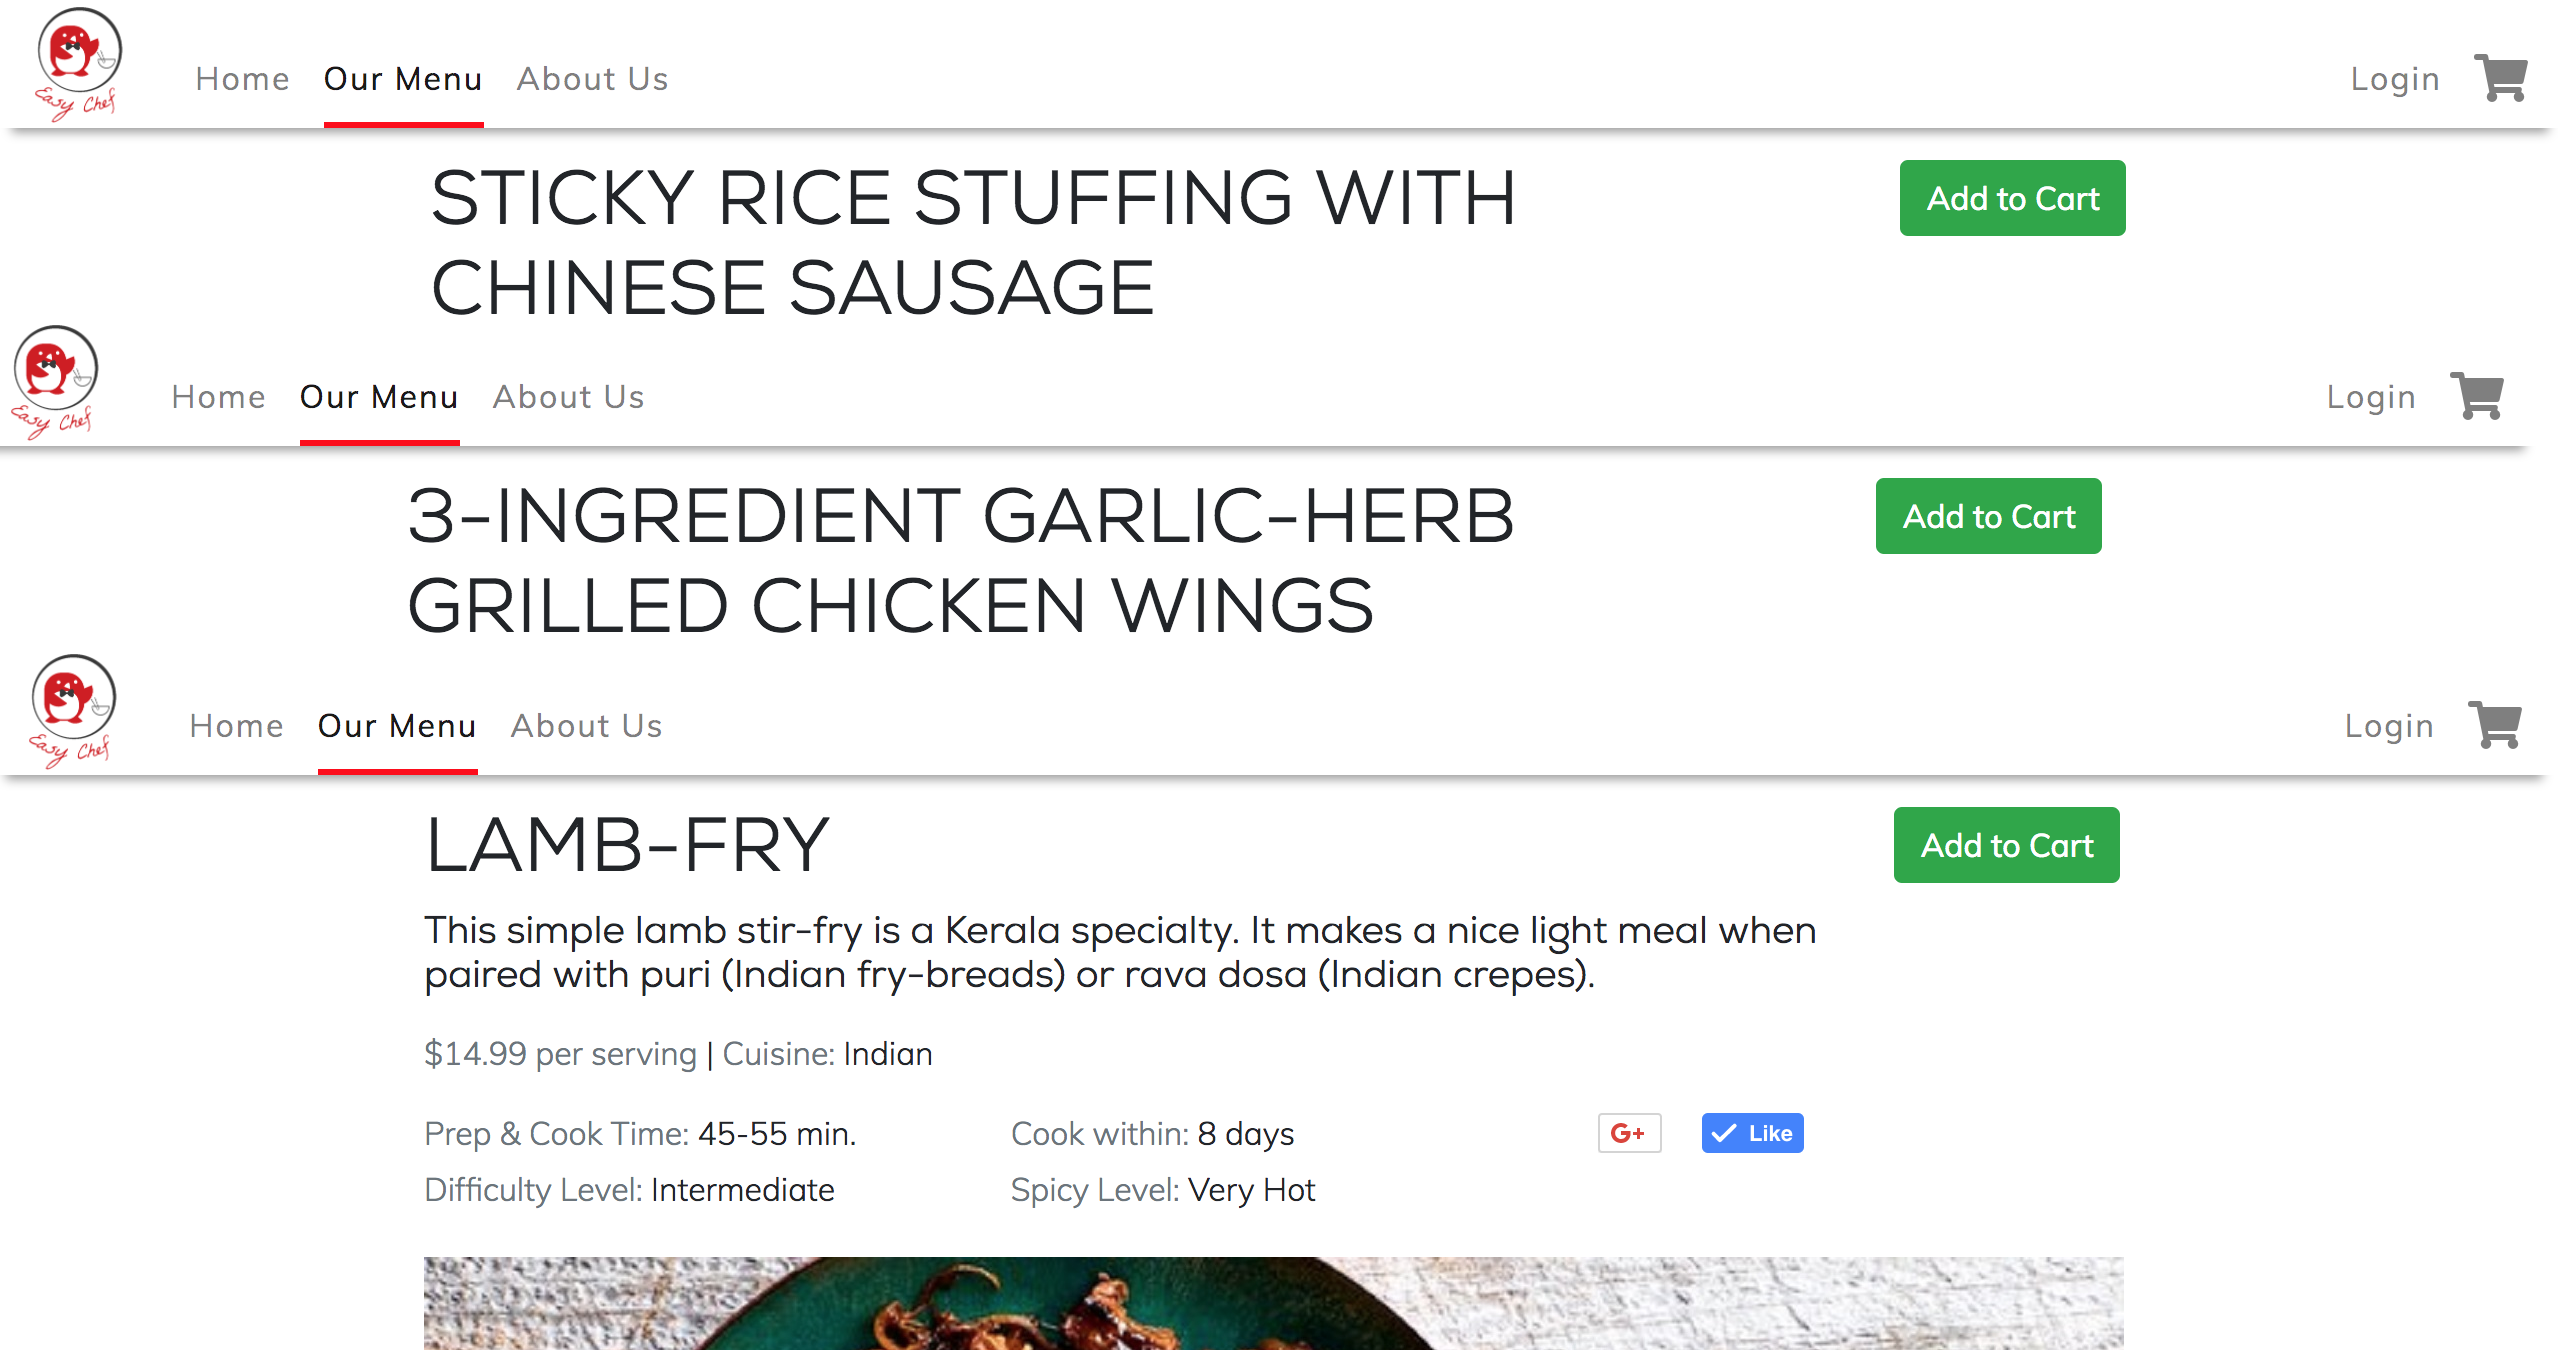 Easy Chef
Home Our Menu About Us Login
STICKY RICE STUFFING WITH
CHINESE SAUSAGE
Add to Cart
Easy Chef
Home Our Menu About Us Login
3-INGREDIENT GARLIC-HERB
GRILLED CHICKEN WINGS
Add to Cart
Easy Chef
Home Our Menu About Us Login
LAMB-FRY
Add to Cart
This simple lamb stir-fry is a Kerala specialty. It makes a nice light meal when
paired with puri (Indian fry-breads) or rava dosa (Indian crepes).
$14.99 per serving | Cuisine: Indian
Prep & Cook Time: 45-55 min. Cook within: 8 days G+ Like
Difficulty Level: Intermediate Spicy Level: Very Hot